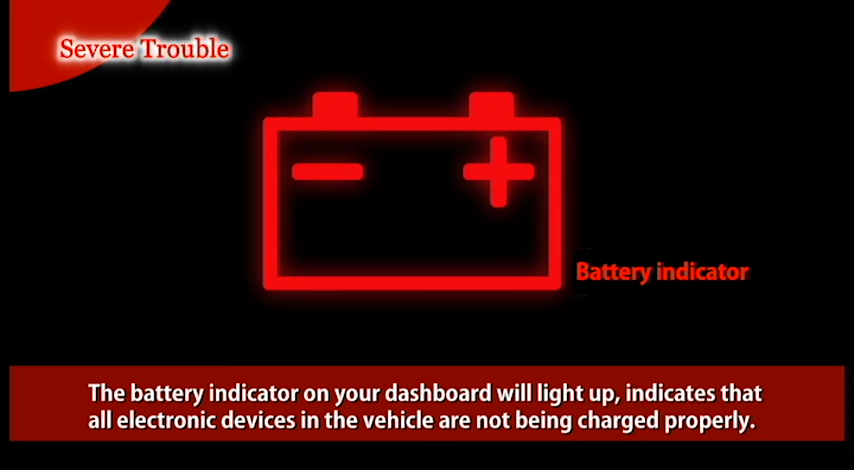 Severe Trouble
Battery indicator
The battery indicator on your dashboard will light up, indicates that
all electronic devices in the vehicle are not being charged properly.